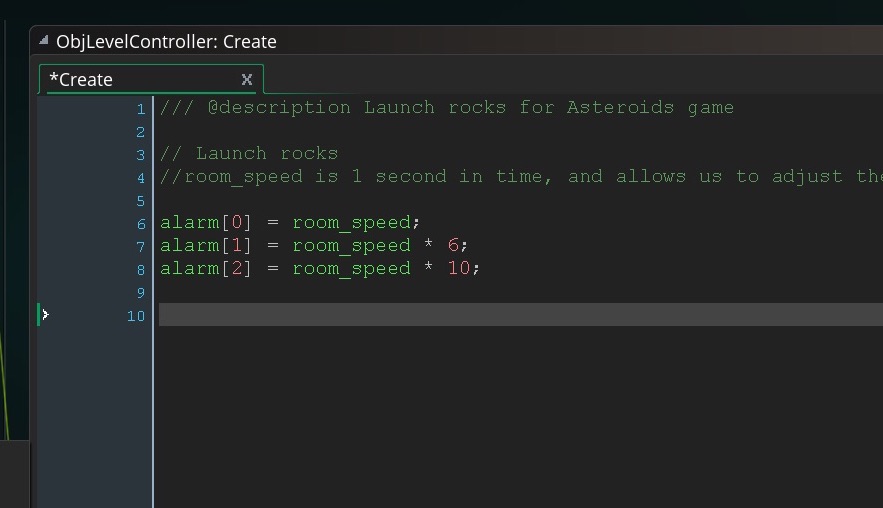 ObjLevelController: Create
*Create X
1 /// @description Launch rocks for Asteroids game
2
3 // Launch rocks
4 //room_speed is 1 second in time, and allows us to adjust the
5
6 alarm[0] = room_speed;
7 alarm[1] = room_speed * 6;
8 alarm[2] = room_speed * 10;
9
10